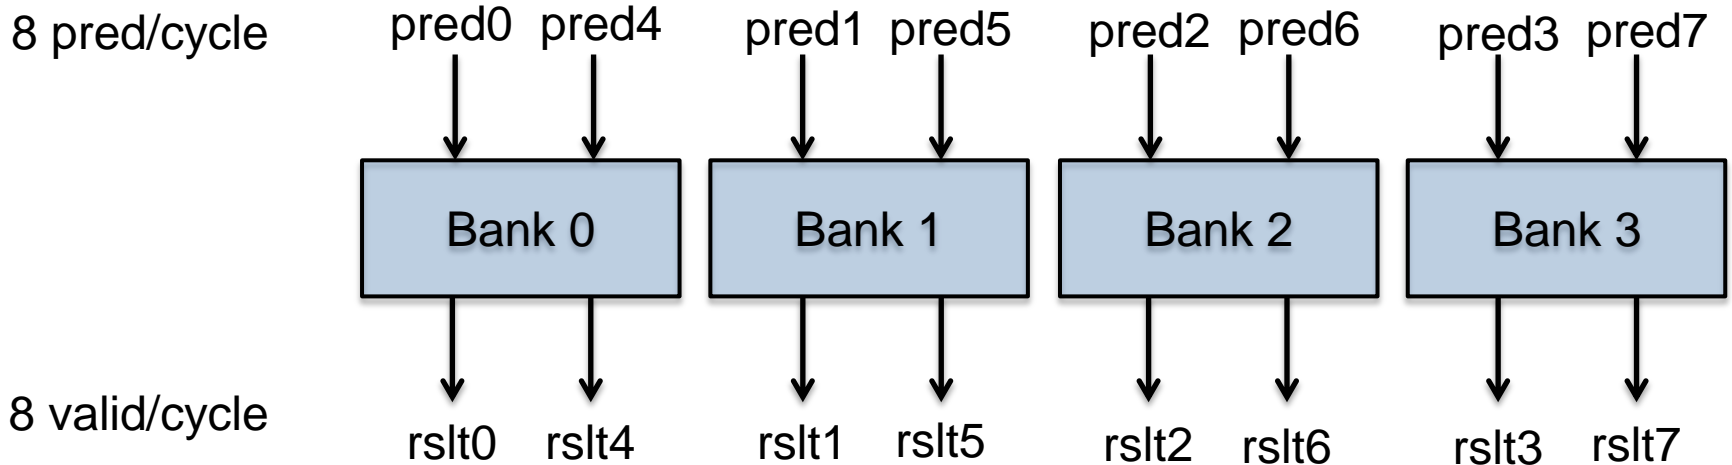 8 pred/cycle pred0 pred4 pred1 pred5 pred2 pred6 pred3 pred7
Bank 0 Bank 1 Bank 2 Bank 3
8 valid/cycle rslt0 rslt4 rslt1 rslt5 rslt2 rslt6 rslt3 rslt7